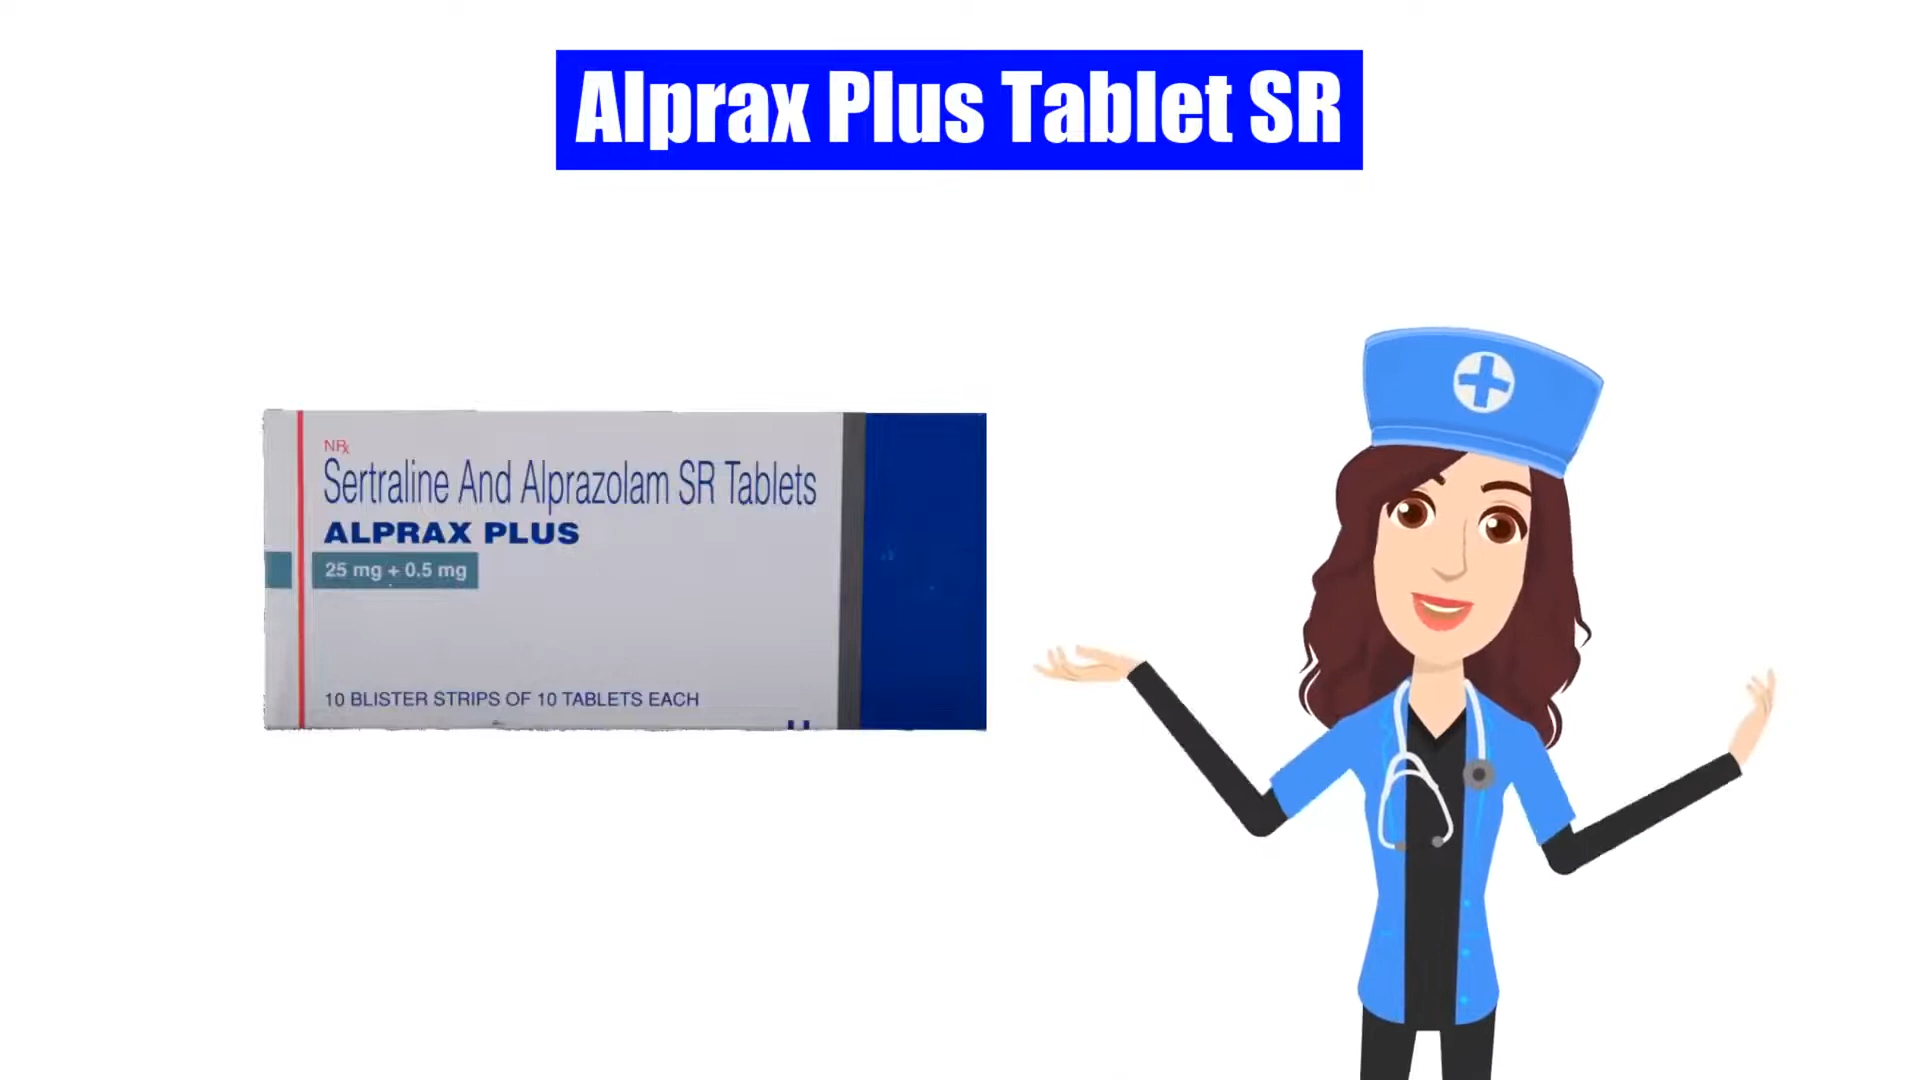 Alprax Plus Tablet SR
NRx
Sertraline And Alprazolam SR Tablets
ALPRAX PLUS
25 mg + 0.5 mg
10 BLISTER STRIPS OF 10 TABLETS EACH